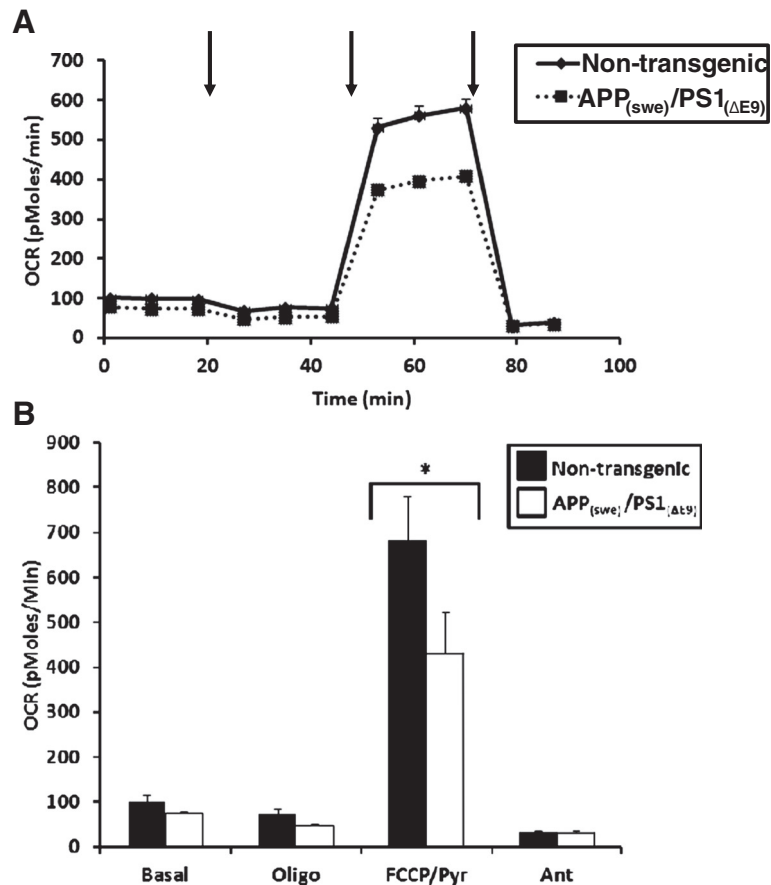 A
700
600
500
400
300
200
100
0
OCR (pMoles/min)
0 20 40 60 80 100
Time (min)
Non-transgenic
APP(swe)/PS1(ΔE9)
B
900
800
700
600
500
400
300
200
100
0
OCR (pMoles/Min)
*
Non-transgenic
APP(swe)/PS1(ΔE9)
Basal Oligo FCCP/Pyr Ant